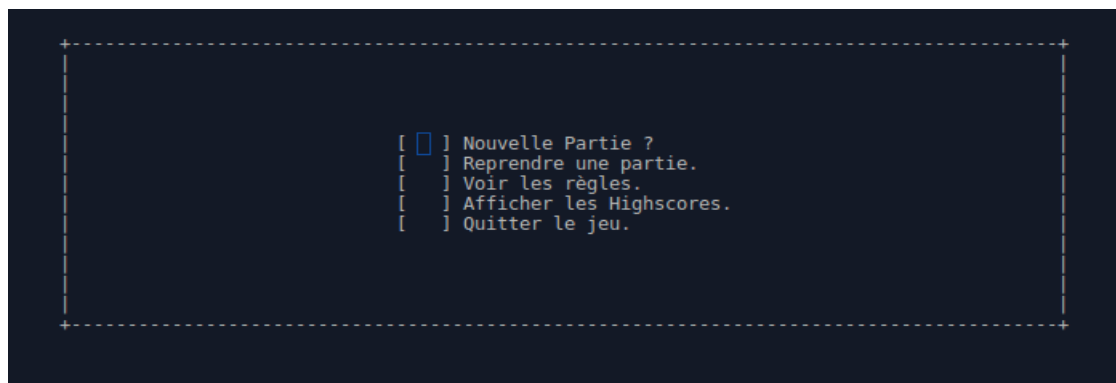 [   ] Nouvelle Partie ?
[   ] Reprendre une partie.
[   ] Voir les règles.
[   ] Afficher les Highscores.
[   ] Quitter le jeu.